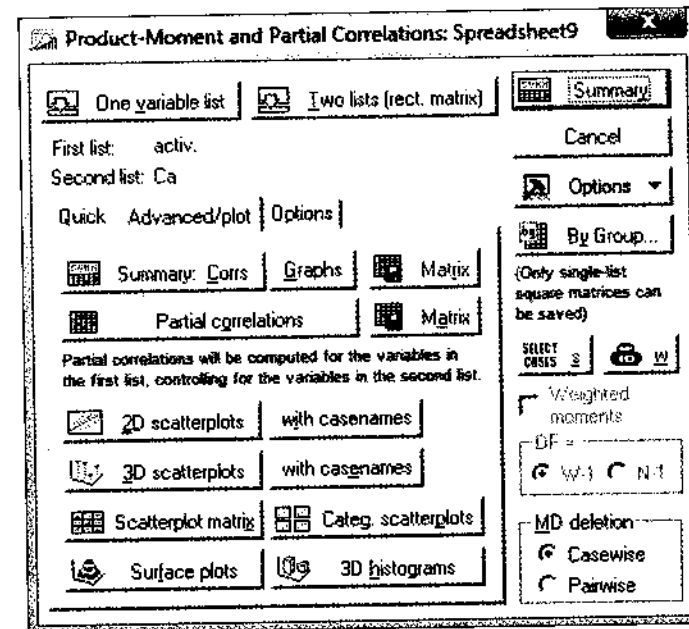 Product-Moment and Partial Correlations: Spreadsheet9
One variable list
Two lists (rect. matrix)
First list: activ.
Second list: Ca
Quick
Advanced/plot
Options
Summary: Corrs
Graphs
Matrix
Partial correlations
Matrix
Partial correlations will be computed for the variables in
the first list, controlling for the variables in the second list.
2D scatterplots
with casenames
3D scatterplots
with casenames
Scatterplot matrix
Categ. scatterplots
Surface plots
3D histograms
Summary
Cancel
Options
By Group...
(Only single-list
square matrices can
be saved)
SELECT
CASES
S
W
Weighted
moments
DF =
W-1
N-1
MD deletion
Casewise
Pairwise